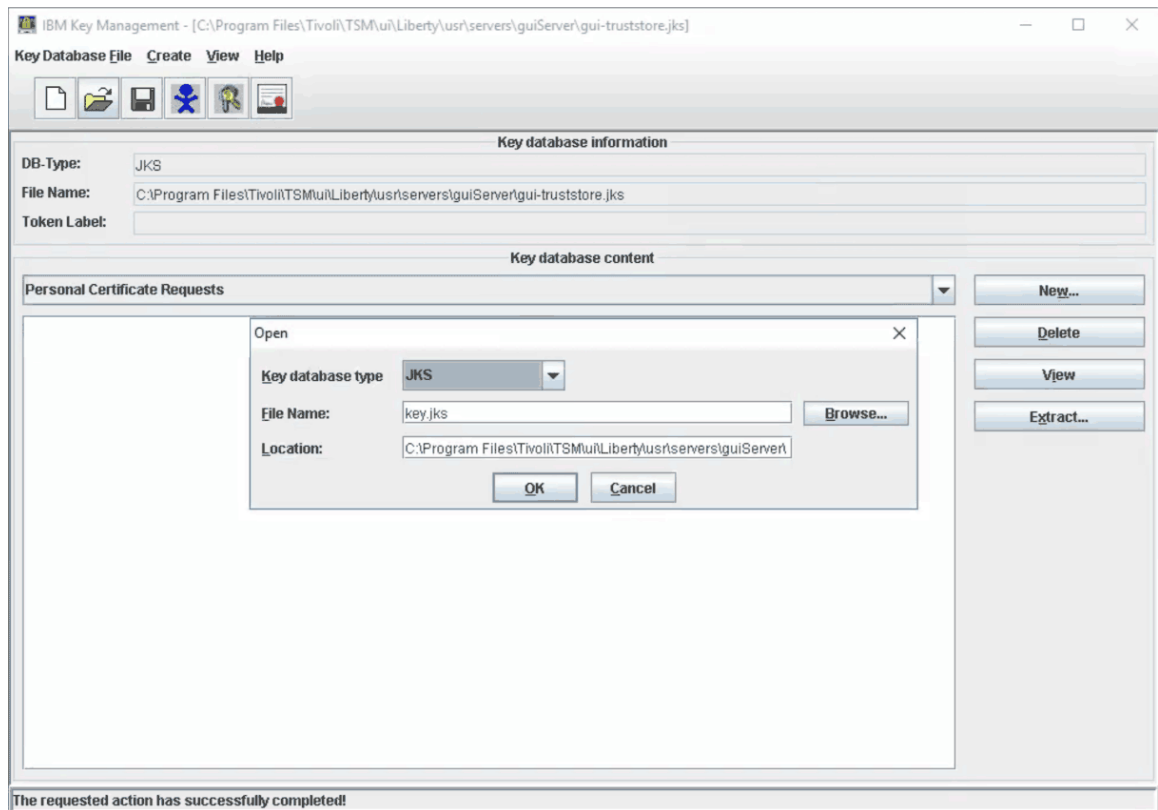 IBM Key Management - [C:\Program Files\Tivoli\TSM\ui\Liberty\usr\servers\guiServer\gui-truststore.jks]
Key Database File Create View Help
Key database information
DB-Type: JKS
File Name: C:\Program Files\Tivoli\TSM\ui\Liberty\usr\servers\guiServer\gui-truststore.jks
Token Label:
Key database content
Personal Certificate Requests New...
Open Delete
Key database type JKS View
File Name: key.jks Browse... Extract...
Location: C:\Program Files\Tivoli\TSM\ui\Liberty\usr\servers\guiServer\
OK Cancel
The requested action has successfully completed!